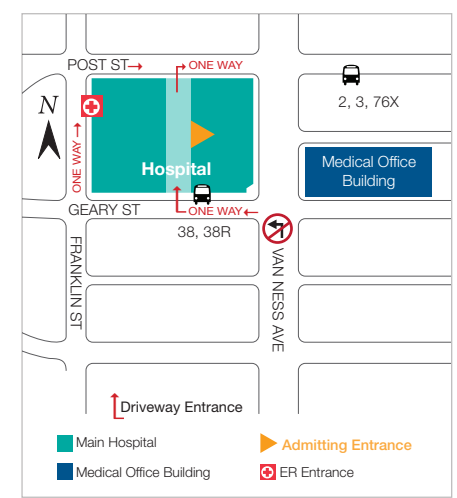 POST ST
ONE WAY
2, 3, 76X
N
ONE WAY
Hospital
Medical Office
Building
GEARY ST
ONE WAY
38, 38R
FRANKLIN ST
VAN NESS AVE
Driveway Entrance
Main Hospital
Admitting Entrance
Medical Office Building
ER Entrance